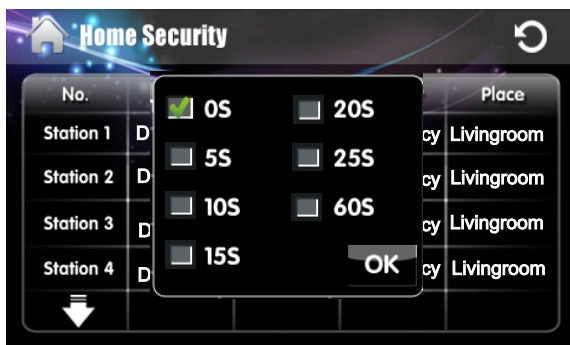 Home Security
No. Place
0S 20S
Station 1 D cy Livingroom
5S 25S
Station 2 D cy Livingroom
10S 60S
Station 3 D cy Livingroom
15S
OK
Station 4 D cy Livingroom